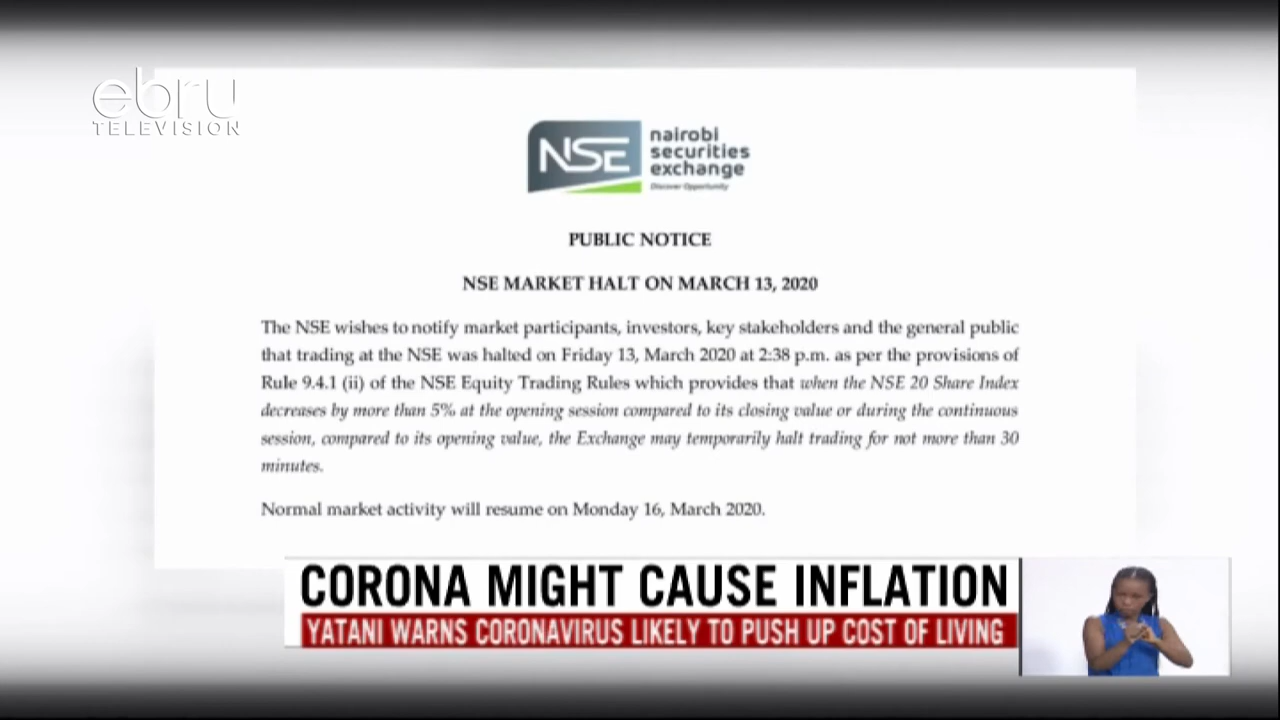 ebru
TELEVISION
NSE
nairobi
securities
exchange
Discover Opportunity
PUBLIC NOTICE
NSE MARKET HALT ON MARCH 13, 2020
The NSE wishes to notify market participants, investors, key stakeholders and the general public
that trading at the NSE was halted on Friday 13, March 2020 at 2:38 p.m. as per the provisions of
Rule 9.4.1 (ii) of the NSE Equity Trading Rules which provides that when the NSE 20 Share Index
decreases by more than 5% at the opening session compared to its closing value or during the continuous
session, compared to its opening value, the Exchange may temporarily halt trading for not more than 30
minutes.
Normal market activity will resume on Monday 16, March 2020.
CORONA MIGHT CAUSE INFLATION
YATANI WARNS CORONAVIRUS LIKELY TO PUSH UP COST OF LIVING